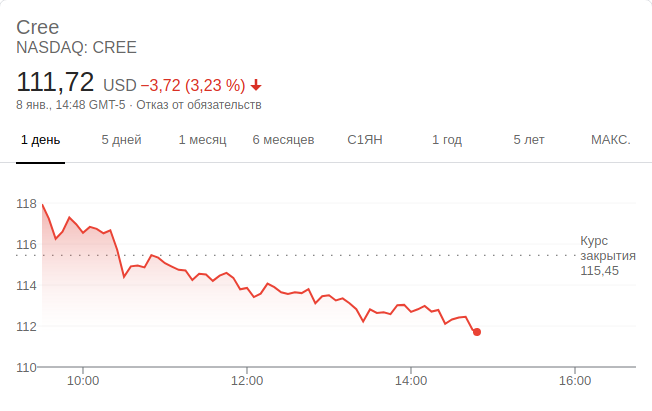 Cree
NASDAQ: CREE
111,72 USD −3,72 (3,23 %)
8 янв., 14:48 GMT-5 · Отказ от обязательств
1 день 5 дней 1 месяц 6 месяцев С1ЯН 1 год 5 лет МАКС.
118
116
Курс
закрытия
115,45
114
112
110
10:00 12:00 14:00 16:00